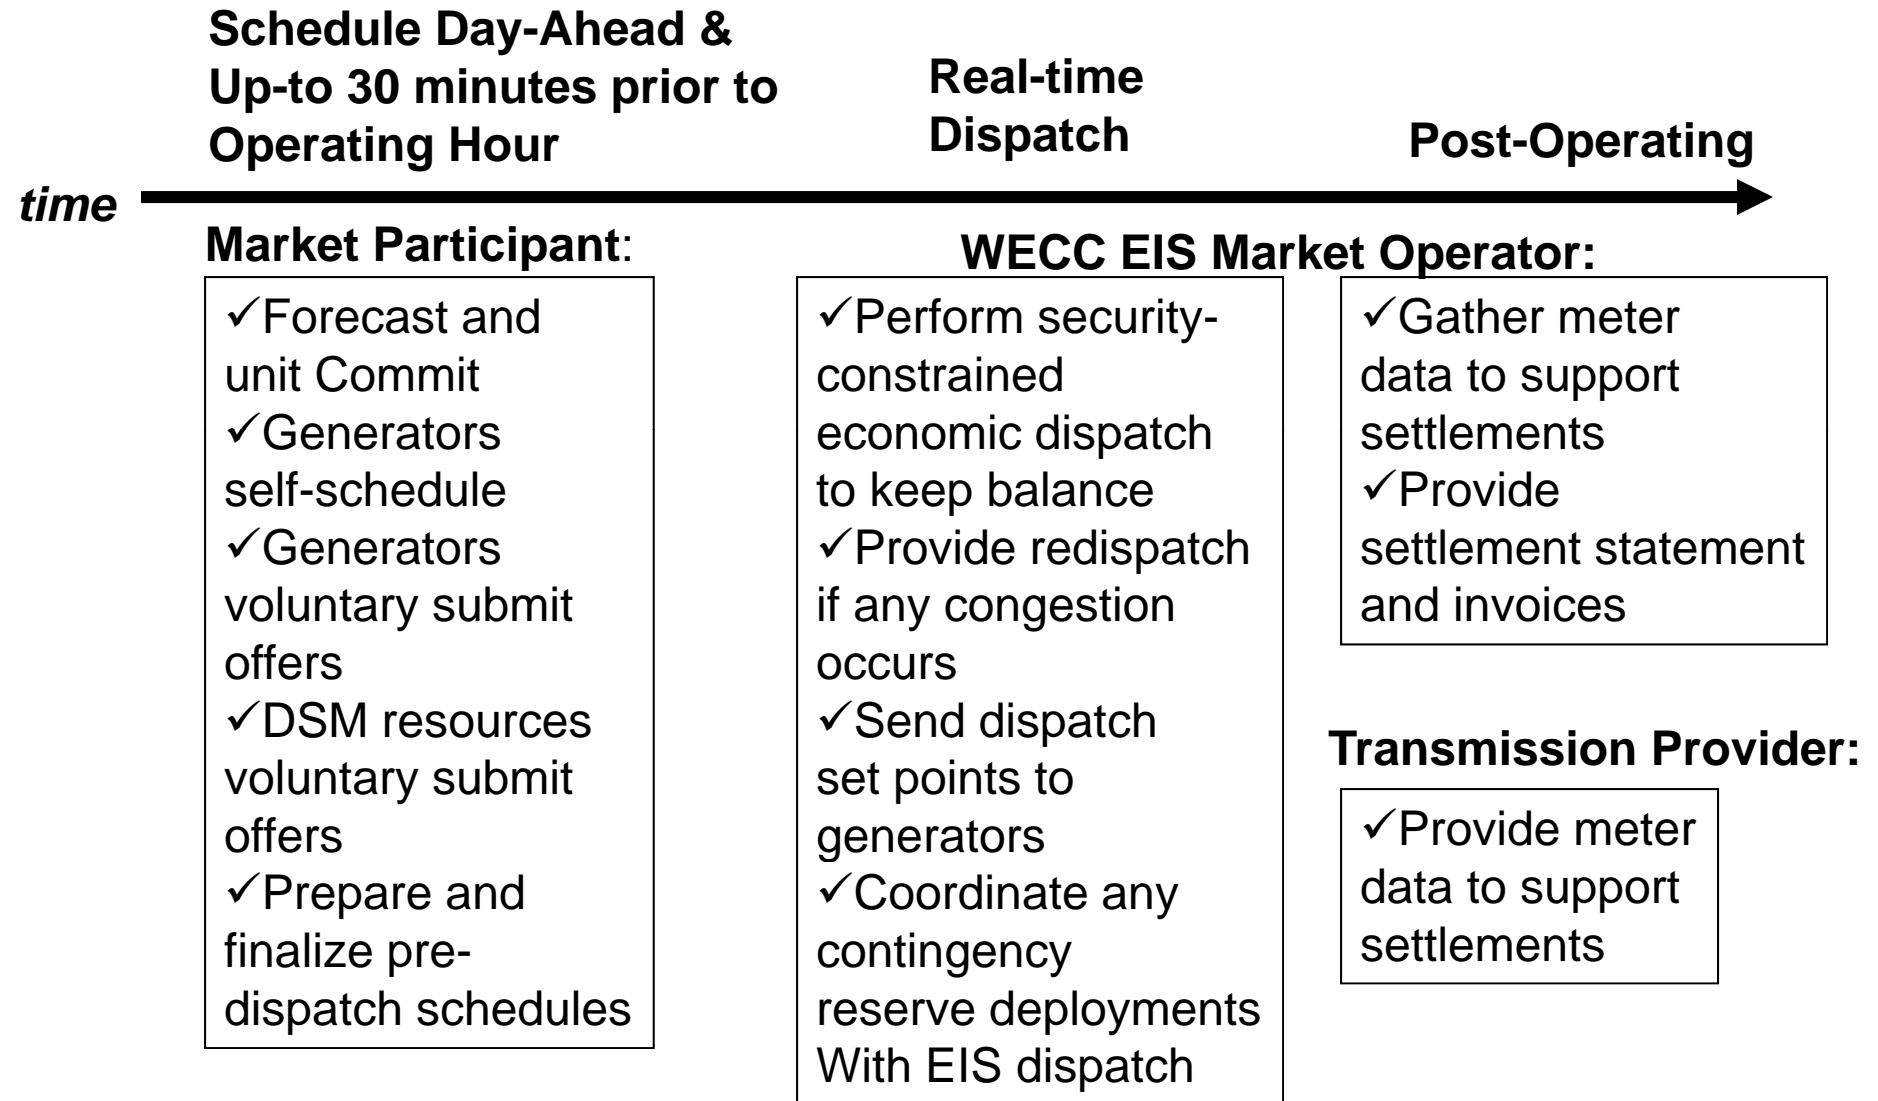 Schedule Day-Ahead &
Up-to 30 minutes prior to
Operating Hour
Real-time
Dispatch
Post-Operating
time
Market Participant:
✓Forecast and
unit Commit
✓Generators
self-schedule
✓Generators
voluntary submit
offers
✓DSM resources
voluntary submit
offers
✓Prepare and
finalize pre-
dispatch schedules
WECC EIS Market Operator:
✓Perform security-
constrained
economic dispatch
to keep balance
✓Provide redispatch
if any congestion
occurs
✓Send dispatch
set points to
generators
✓Coordinate any
contingency
reserve deployments
With EIS dispatch
✓Gather meter
data to support
settlements
✓Provide
settlement statement
and invoices
Transmission Provider:
✓Provide meter
data to support
settlements